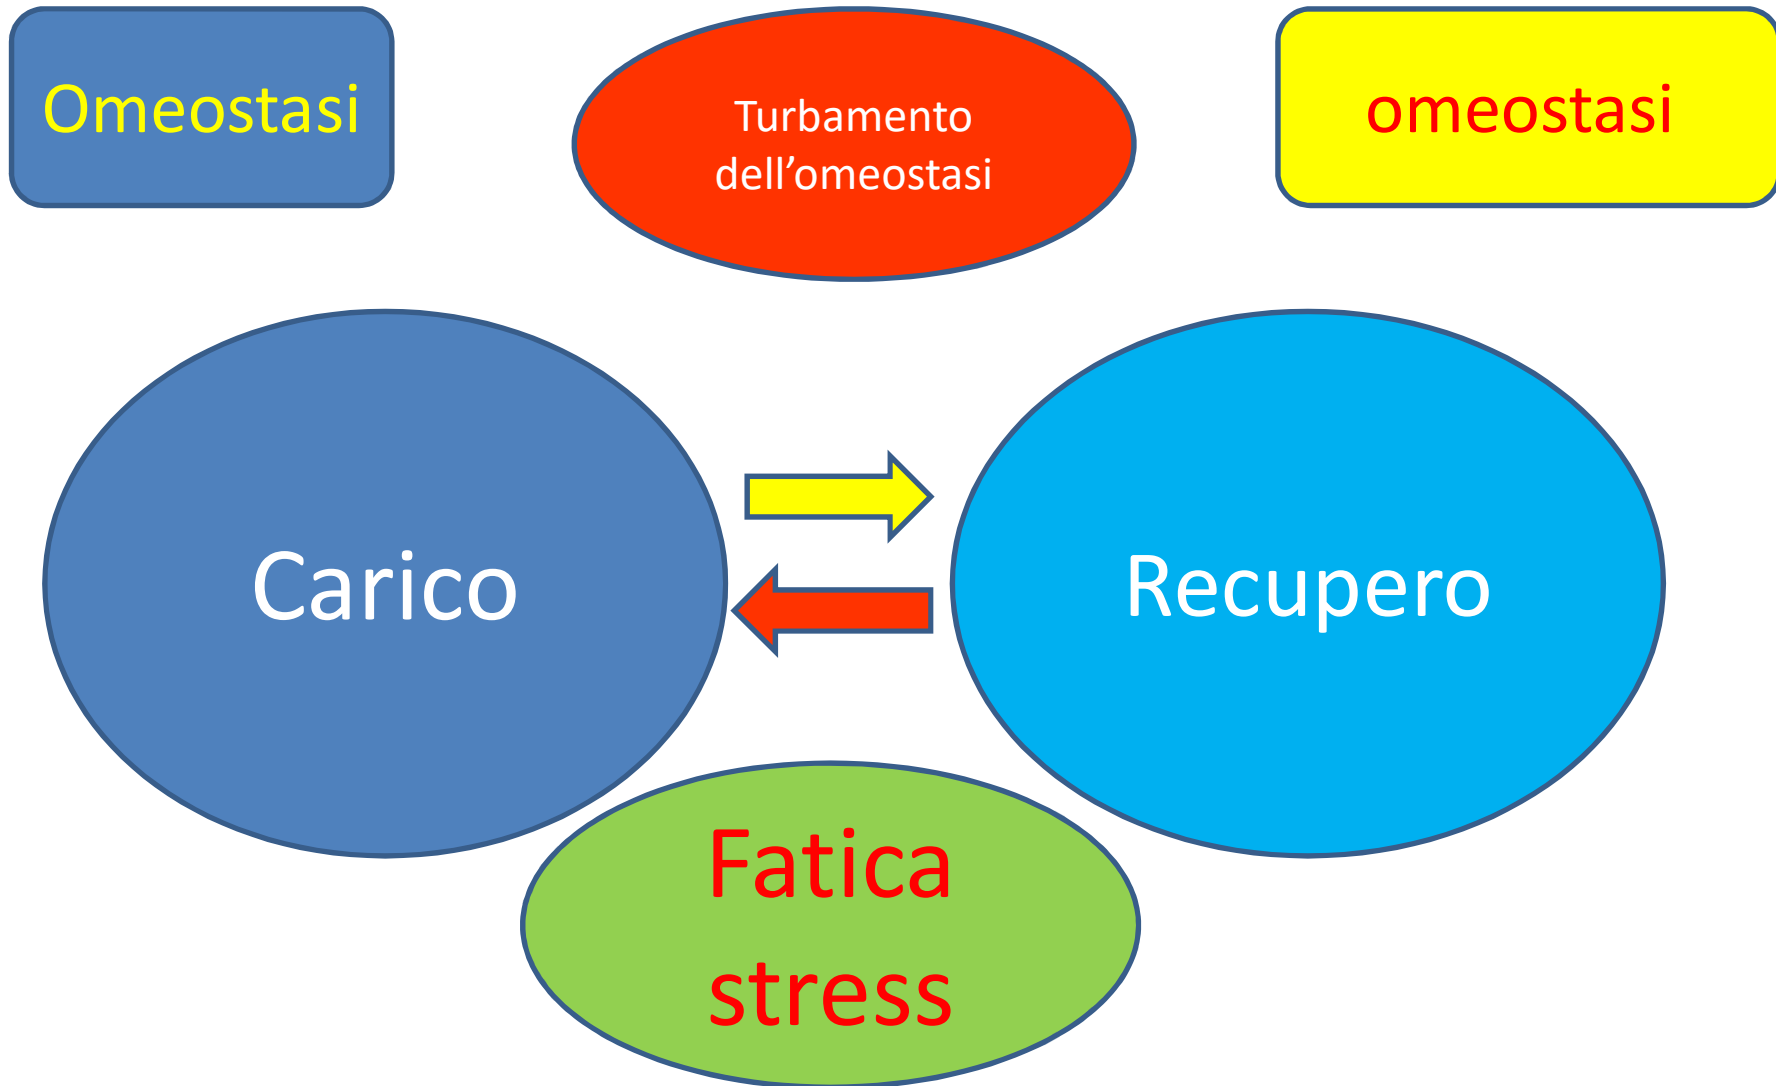 Omeostasi
Turbamento
dell’omeostasi
omeostasi
Carico
Recupero
Fatica
stress